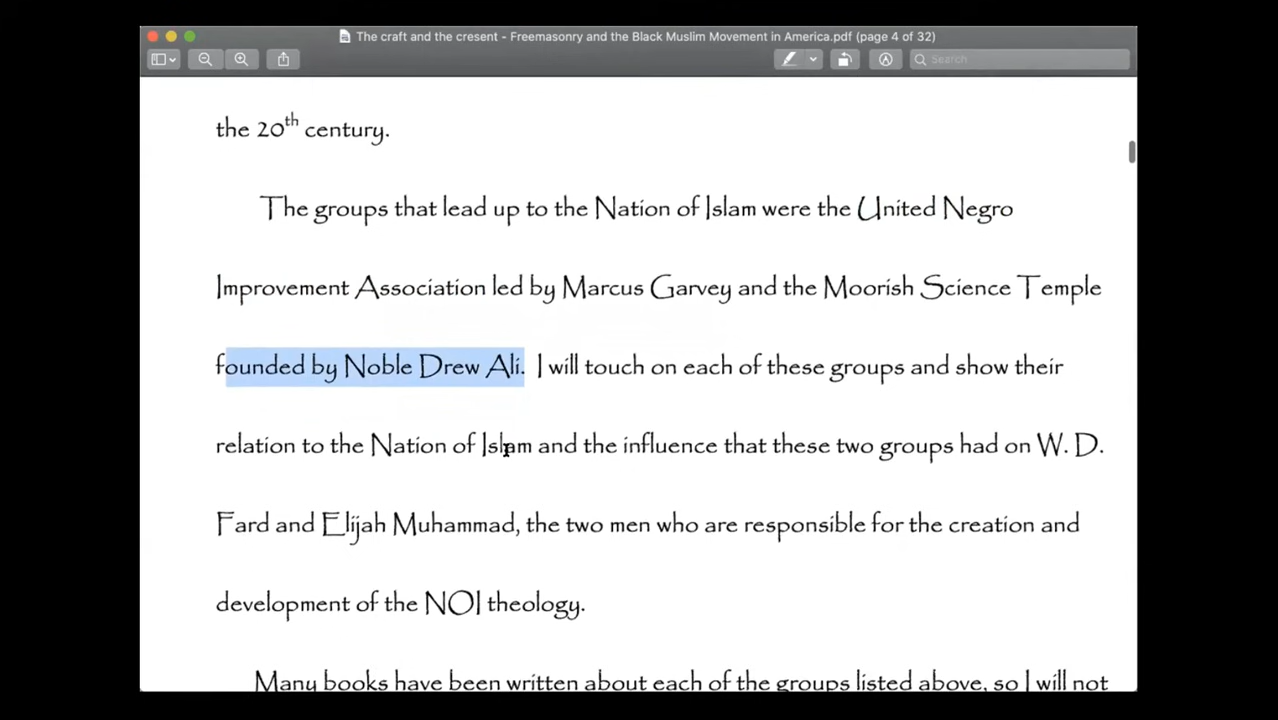 The craft and the cresent - Freemasonry and the Black Muslim Movement in America.pdf (page 4 of 32)
Search
the 20th century.
The groups that lead up to the Nation of Islam were the United Negro
Improvement Association led by Marcus Garvey and the Moorish Science Temple
founded by Noble Drew Ali. I will touch on each of these groups and show their
relation to the Nation of Islam and the influence that these two groups had on W. D.
Fard and Elijah Muhammad, the two men who are responsible for the creation and
development of the NOI theology.
Many books have been written about each of the groups listed above, so I will not